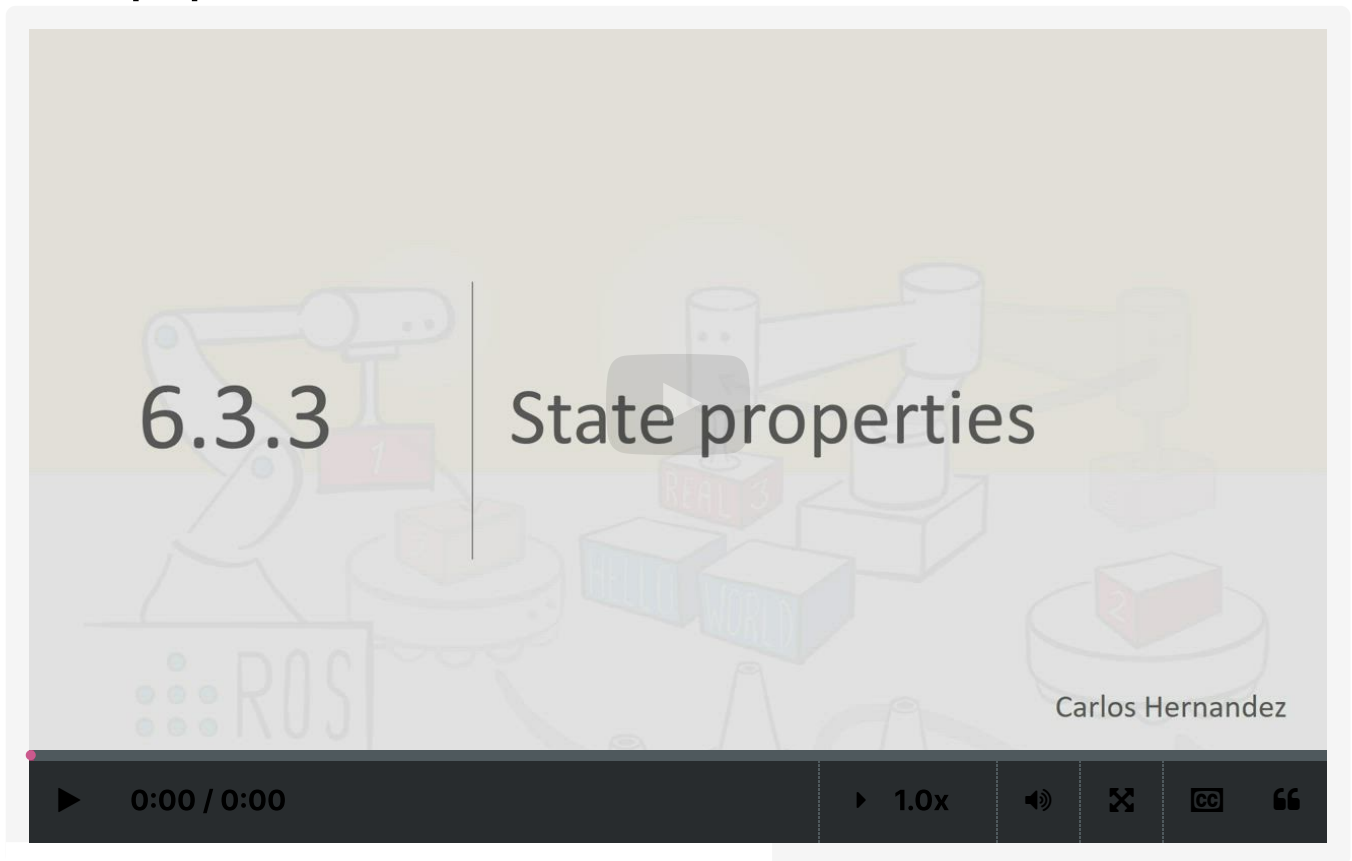 6.3.3
State properties
1
REAL 3
HELLO
WORLD
2
ROS
Carlos Hernandez
0:00 / 0:00
1.0x
CC